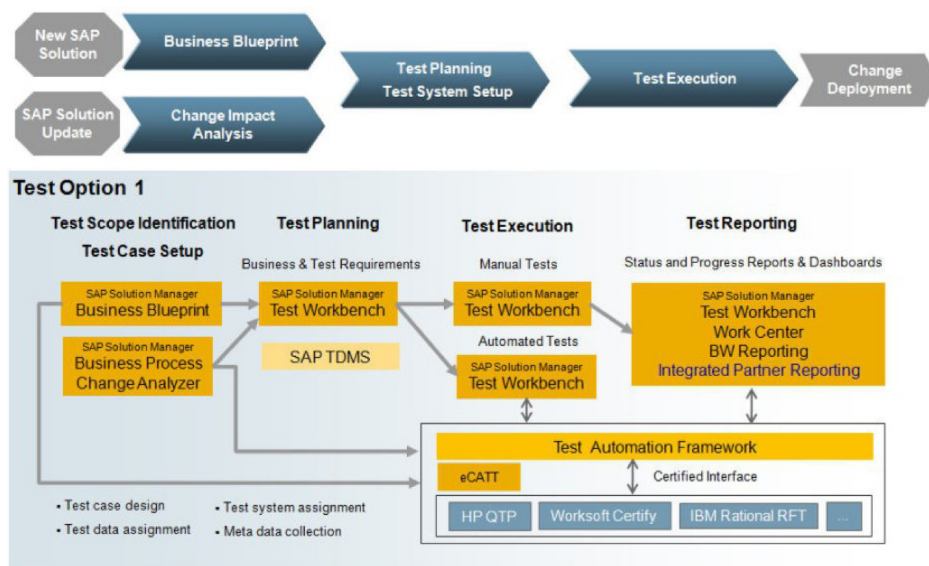 New SAP
Solution
Business Blueprint
Test Planning
Test System Setup
Test Execution
Change
Deployment
SAP Solution
Update
Change Impact
Analysis
Test Option 1
Test Scope Identification
Test Case Setup
Test Planning
Test Execution
Test Reporting
Business & Test Requirements
Manual Tests
Status and Progress Reports & Dashboards
SAP Solution Manager
Business Blueprint
SAP Solution Manager
Test Workbench
SAP Solution Manager
Test Workbench
SAP Solution Manager
Test Workbench
Work Center
BW Reporting
Integrated Partner Reporting
SAP Solution Manager
Business Process
Change Analyzer
SAP TDMS
Automated Tests
SAP Solution Manager
Test Workbench
Test Automation Framework
eCATT
Certified Interface
HP QTP
Worksoft Certify
IBM Rational RFT
...
• Test case design
• Test data assignment
• Test system assignment
• Meta data collection